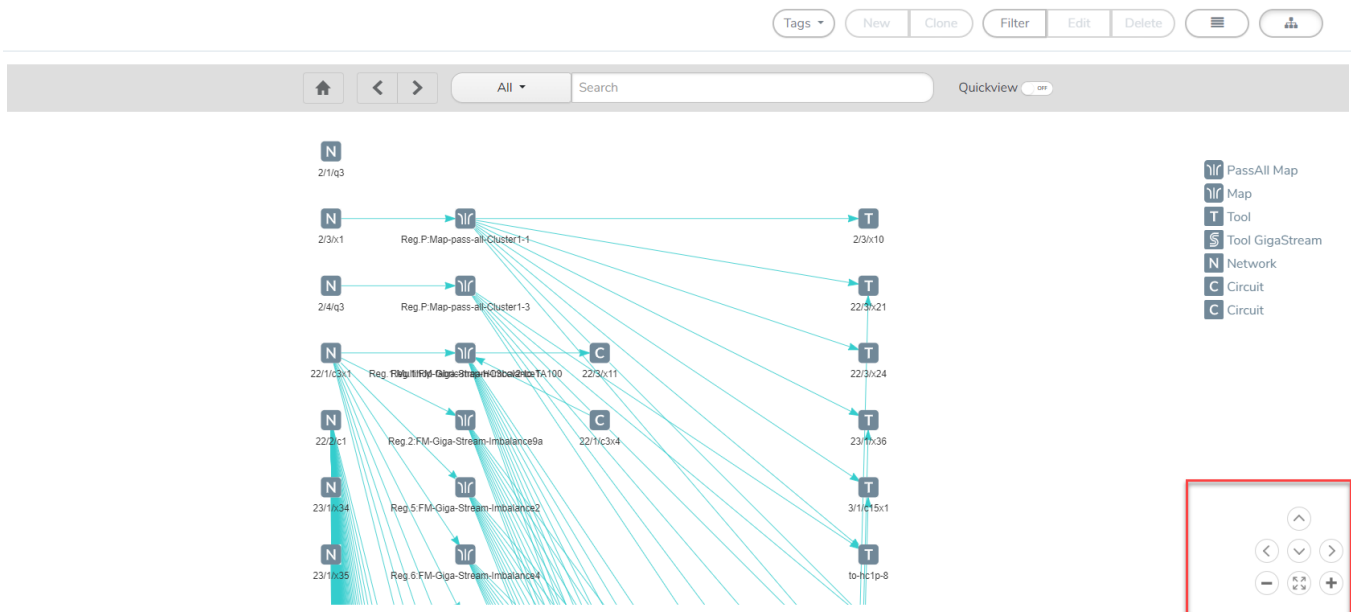 Tags New Clone Filter Edit Delete
All Search Quickview OFF
N
2/1/q3
N T
2/3/x1 Reg.P:Map-pass-all-Cluster1-1 2/3/x10
N T
2/4/q3 Reg.P:Map-pass-all-Cluster1-3 22/3/x21
N C T
22/1/c3x1 22/3/x11 22/3/x24
N C T
22/2/c1 Reg.2:FM-Giga-Stream-Imbalance9a 22/1/c3x4 23/1/x36
N T
23/1/x34 Reg.5:FM-Giga-Stream-Imbalance2 3/1/c15x1
N T
23/1/x35 Reg.6:FM-Giga-Stream-Imbalance4 to-hc1p-8
PassAll Map
Map
T Tool
S Tool GigaStream
N Network
C Circuit
C Circuit